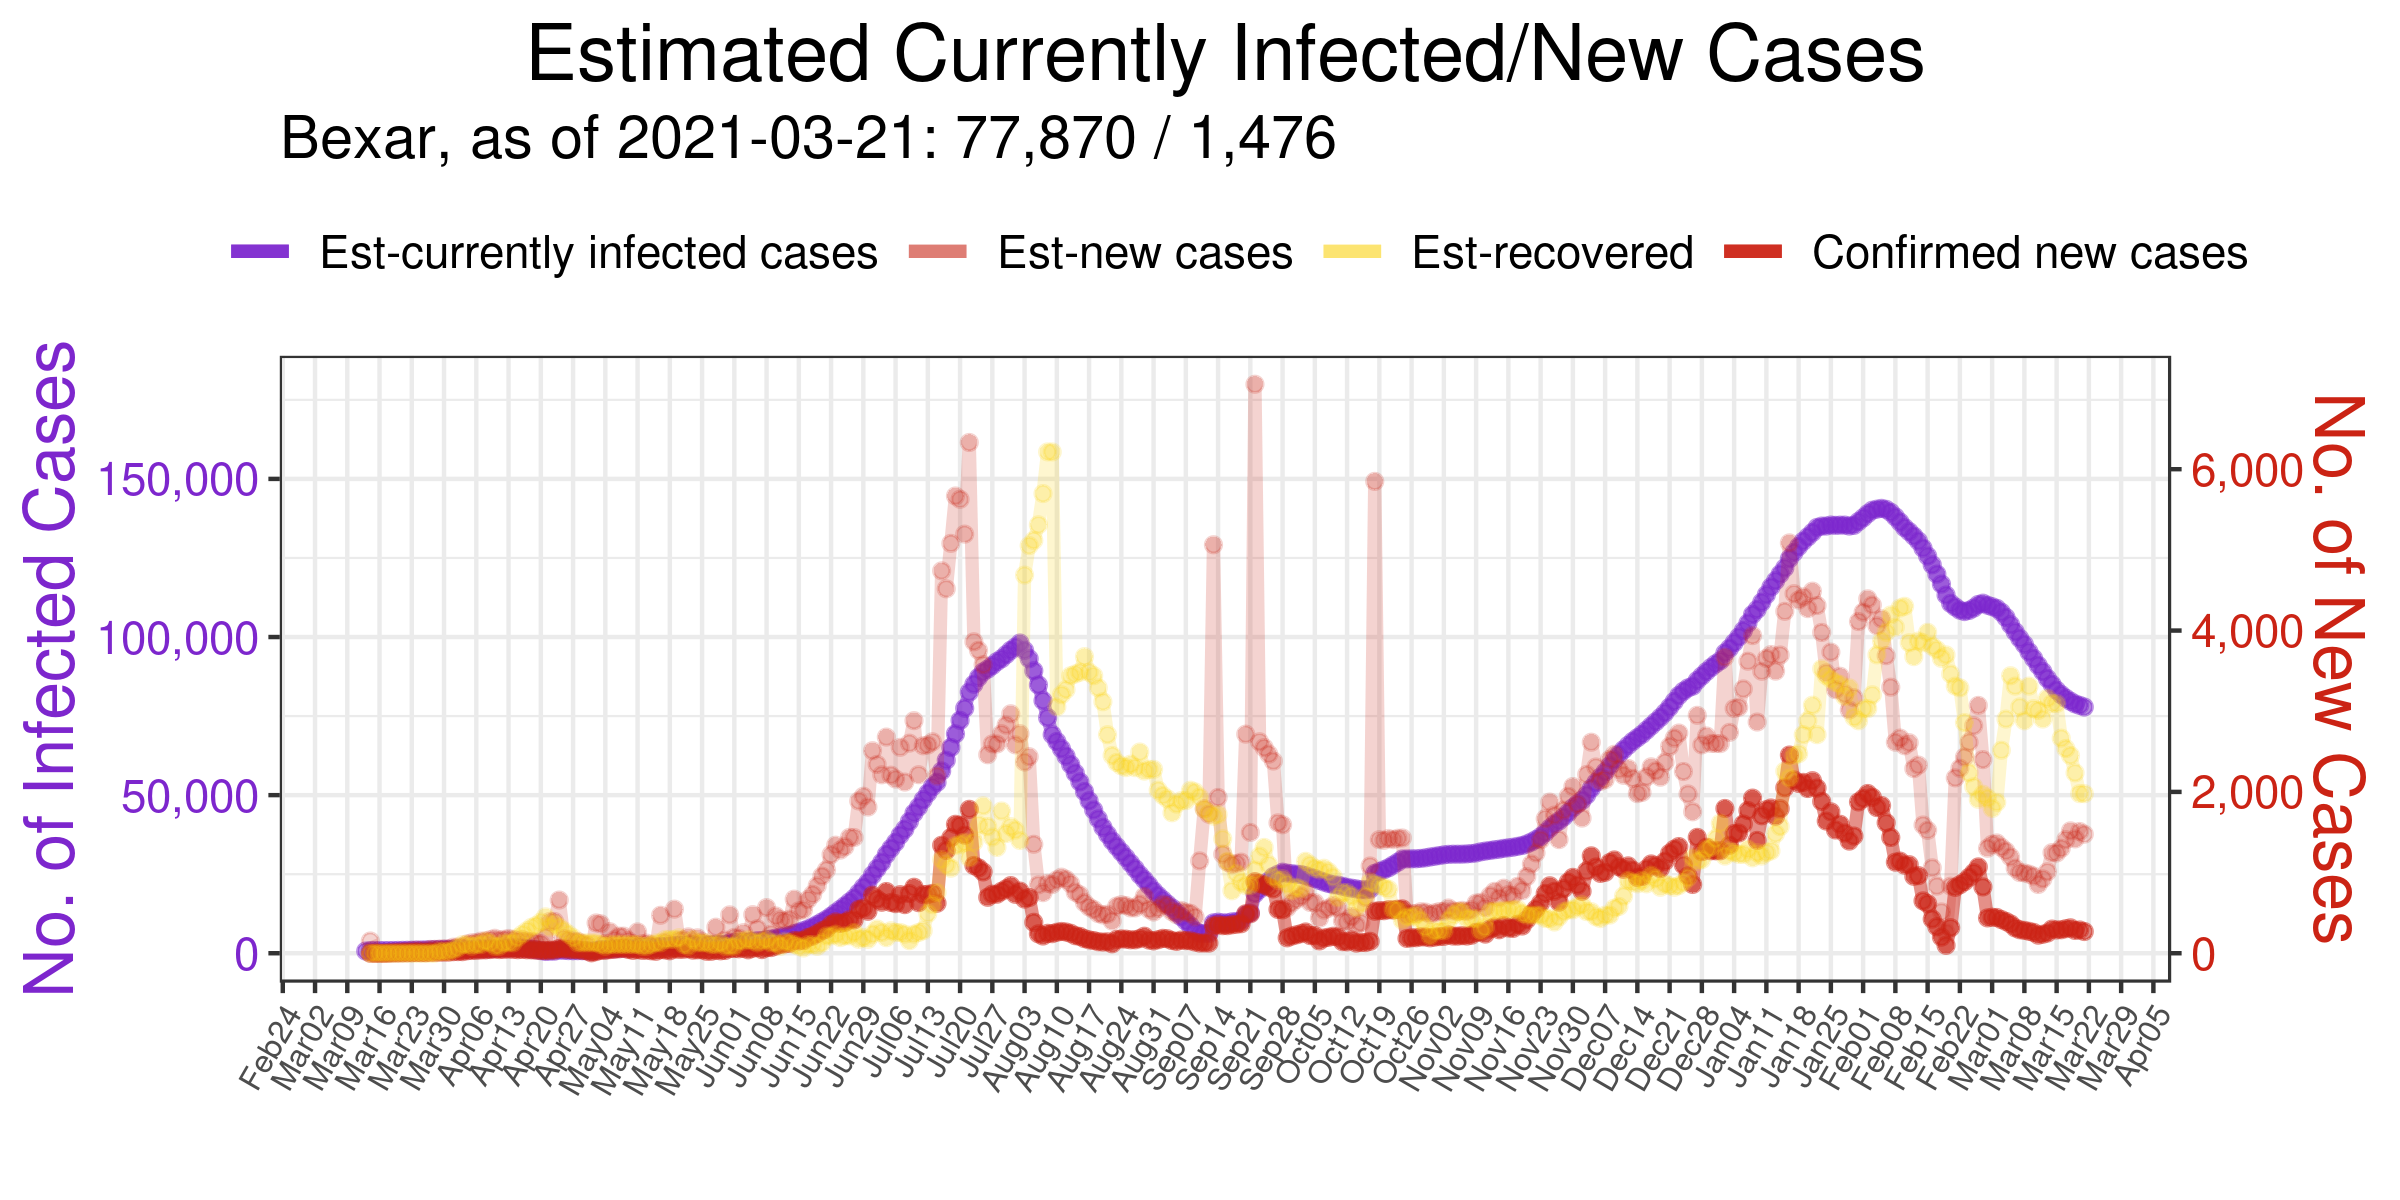 Estimated Currently Infected/New Cases
Bexar, as of 2021-03-21: 77,870 / 1,476
Est-currently infected cases Est-new cases Est-recovered Confirmed new cases
No. of Infected Cases
150,000
100,000
50,000
0
6,000
4,000
2,000
0
No. of New Cases
Feb24 Mar02 Mar09 Mar16 Mar23 Mar30 Apr06 Apr13 Apr20 Apr27 May04 May11 May18 May25 Jun01 Jun08 Jun15 Jun22 Jun29 Jul06 Jul13 Jul20 Jul27 Aug03 Aug10 Aug17 Aug24 Aug31 Sep07 Sep14 Sep21 Sep28 Oct05 Oct12 Oct19 Oct26 Nov02 Nov09 Nov16 Nov23 Nov30 Dec07 Dec14 Dec21 Dec28 Jan04 Jan11 Jan18 Jan25 Feb01 Feb08 Feb15 Feb22 Mar01 Mar08 Mar15 Mar22 Mar29 Apr05